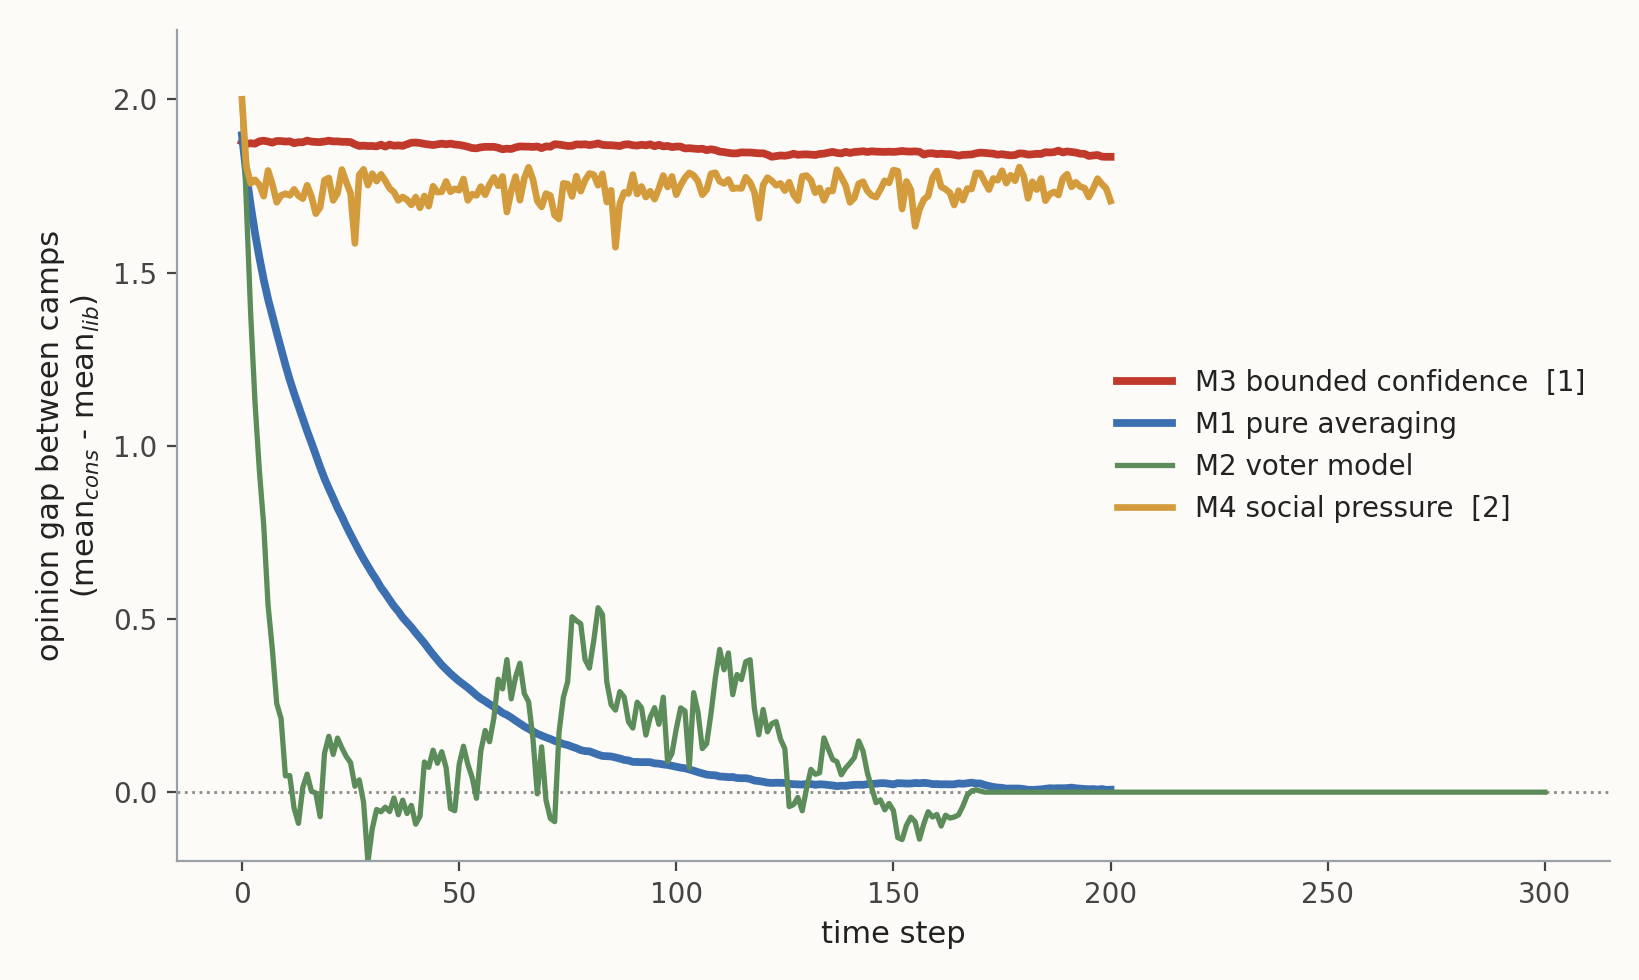 opinion gap between camps
(mean_cons - mean_lib)
2.0
1.5
1.0
0.5
0.0
M3 bounded confidence [1]
M1 pure averaging
M2 voter model
M4 social pressure [2]
0 50 100 150 200 250 300
time step